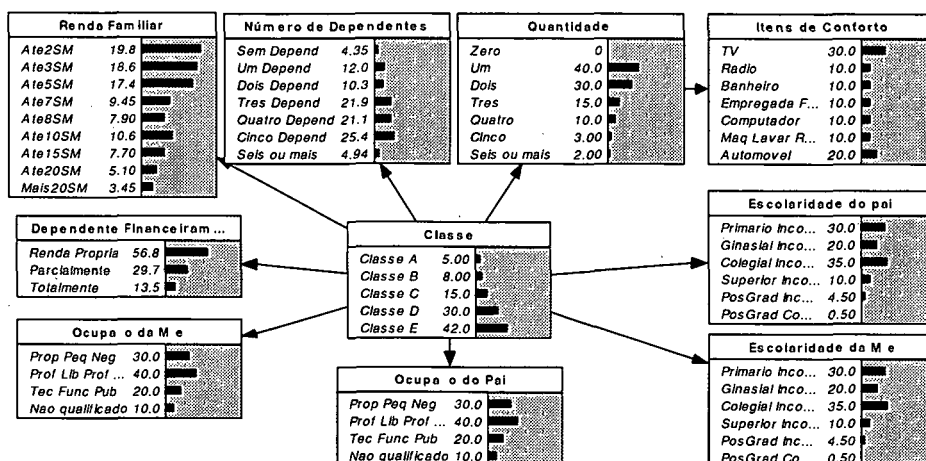 Renda Familiar
Ate2SM 19.8
Ate3SM 18.6
Ate5SM 17.4
Ate7SM 9.45
Ate8SM 7.90
Ate10SM 10.6
Ate15SM 7.70
Ate20SM 5.10
Mais20SM 3.45
Número de Dependentes
Sem Depend 4.35
Um Depend 12.0
Dois Depend 10.3
Tres Depend 21.9
Quatro Depend 21.1
Cinco Depend 25.4
Seis ou mais 4.94
Quantidade
Zero 0
Um 40.0
Dois 30.0
Tres 15.0
Quatro 10.0
Cinco 3.00
Seis ou mais 2.00
Itens de Conforto
TV 30.0
Radio 10.0
Banheiro 10.0
Empregada F... 10.0
Computador 10.0
Maq Lavar R... 10.0
Automovel 20.0
Dependente Financeiram...
Renda Propria 56.8
Parcialmente 29.7
Totalmente 13.5
Classe
Classe A 5.00
Classe B 8.00
Classe C 15.0
Classe D 30.0
Classe E 42.0
Escolaridade do pai
Primario Inco... 30.0
Ginasial Inco... 20.0
Colegial Inco... 35.0
Superior Inco... 10.0
PosGrad Inc... 4.50
PosGrad Co... 0.50
Ocupa o da M e
Prop Peq Neg 30.0
Prof Lib Prof ... 40.0
Tec Func Pub 20.0
Nao qualificado 10.0
Ocupa o do Pai
Prop Peq Neg 30.0
Prof Lib Prof ... 40.0
Tec Func Pub 20.0
Nao qualificado 10.0
Escolaridade da M e
Primario Inco... 30.0
Ginasial Inco... 20.0
Colegial Inco... 35.0
Superior Inco... 10.0
PosGrad Inc... 4.50
PosGrad Co... 0.50